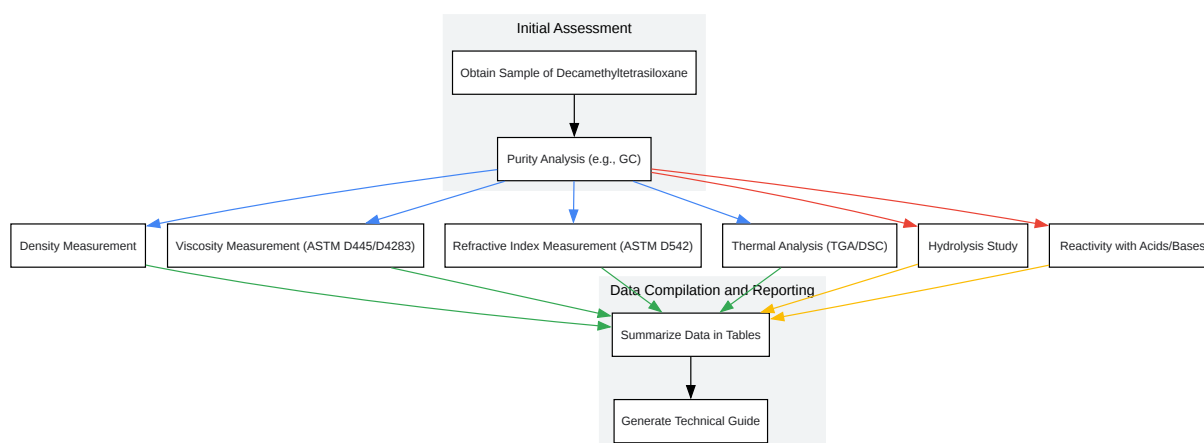 Initial Assessment
Obtain Sample of Decamethyltetrasiloxane
Purity Analysis (e.g., GC)
Density Measurement
Viscosity Measurement (ASTM D445/D4283)
Refractive Index Measurement (ASTM D542)
Thermal Analysis (TGA/DSC)
Hydrolysis Study
Reactivity with Acids/Bases
Data Compilation and Reporting
Summarize Data in Tables
Generate Technical Guide